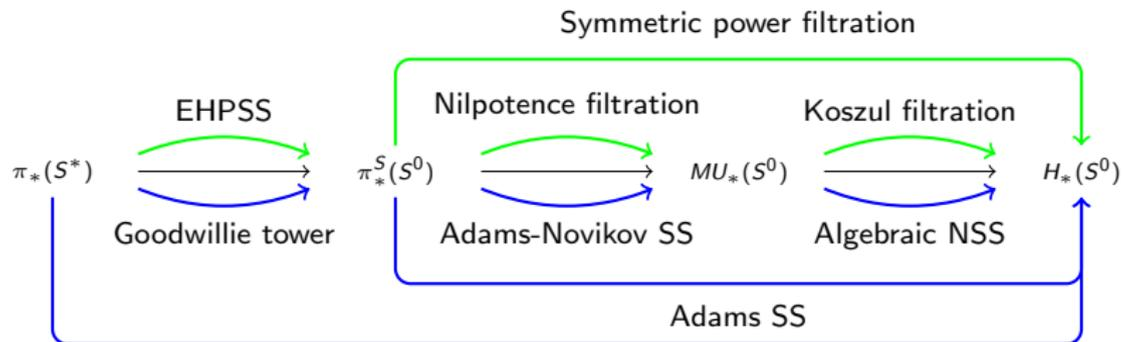 Symmetric power filtration
EHPSS
Nilpotence filtration
Koszul filtration
π_*(S^*)
π_*^S(S^0)
MU_*(S^0)
H_*(S^0)
Goodwillie tower
Adams-Novikov SS
Algebraic NSS
Adams SS